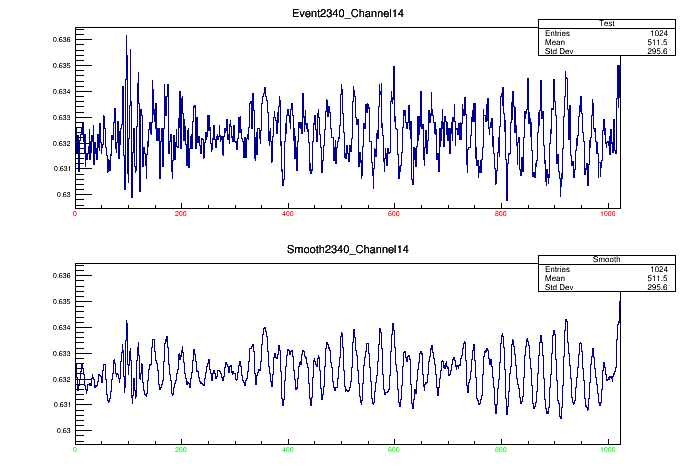 Event2340_Channel14
Test
Entries 1024
Mean 511.5
Std Dev 295.6
0.636
0.635
0.634
0.633
0.632
0.631
0.63
0 200 400 600 800 1000
Smooth2340_Channel14
Smooth
Entries 1024
Mean 511.5
Std Dev 295.6
0.636
0.635
0.634
0.633
0.632
0.631
0.63
0 200 400 600 800 1000